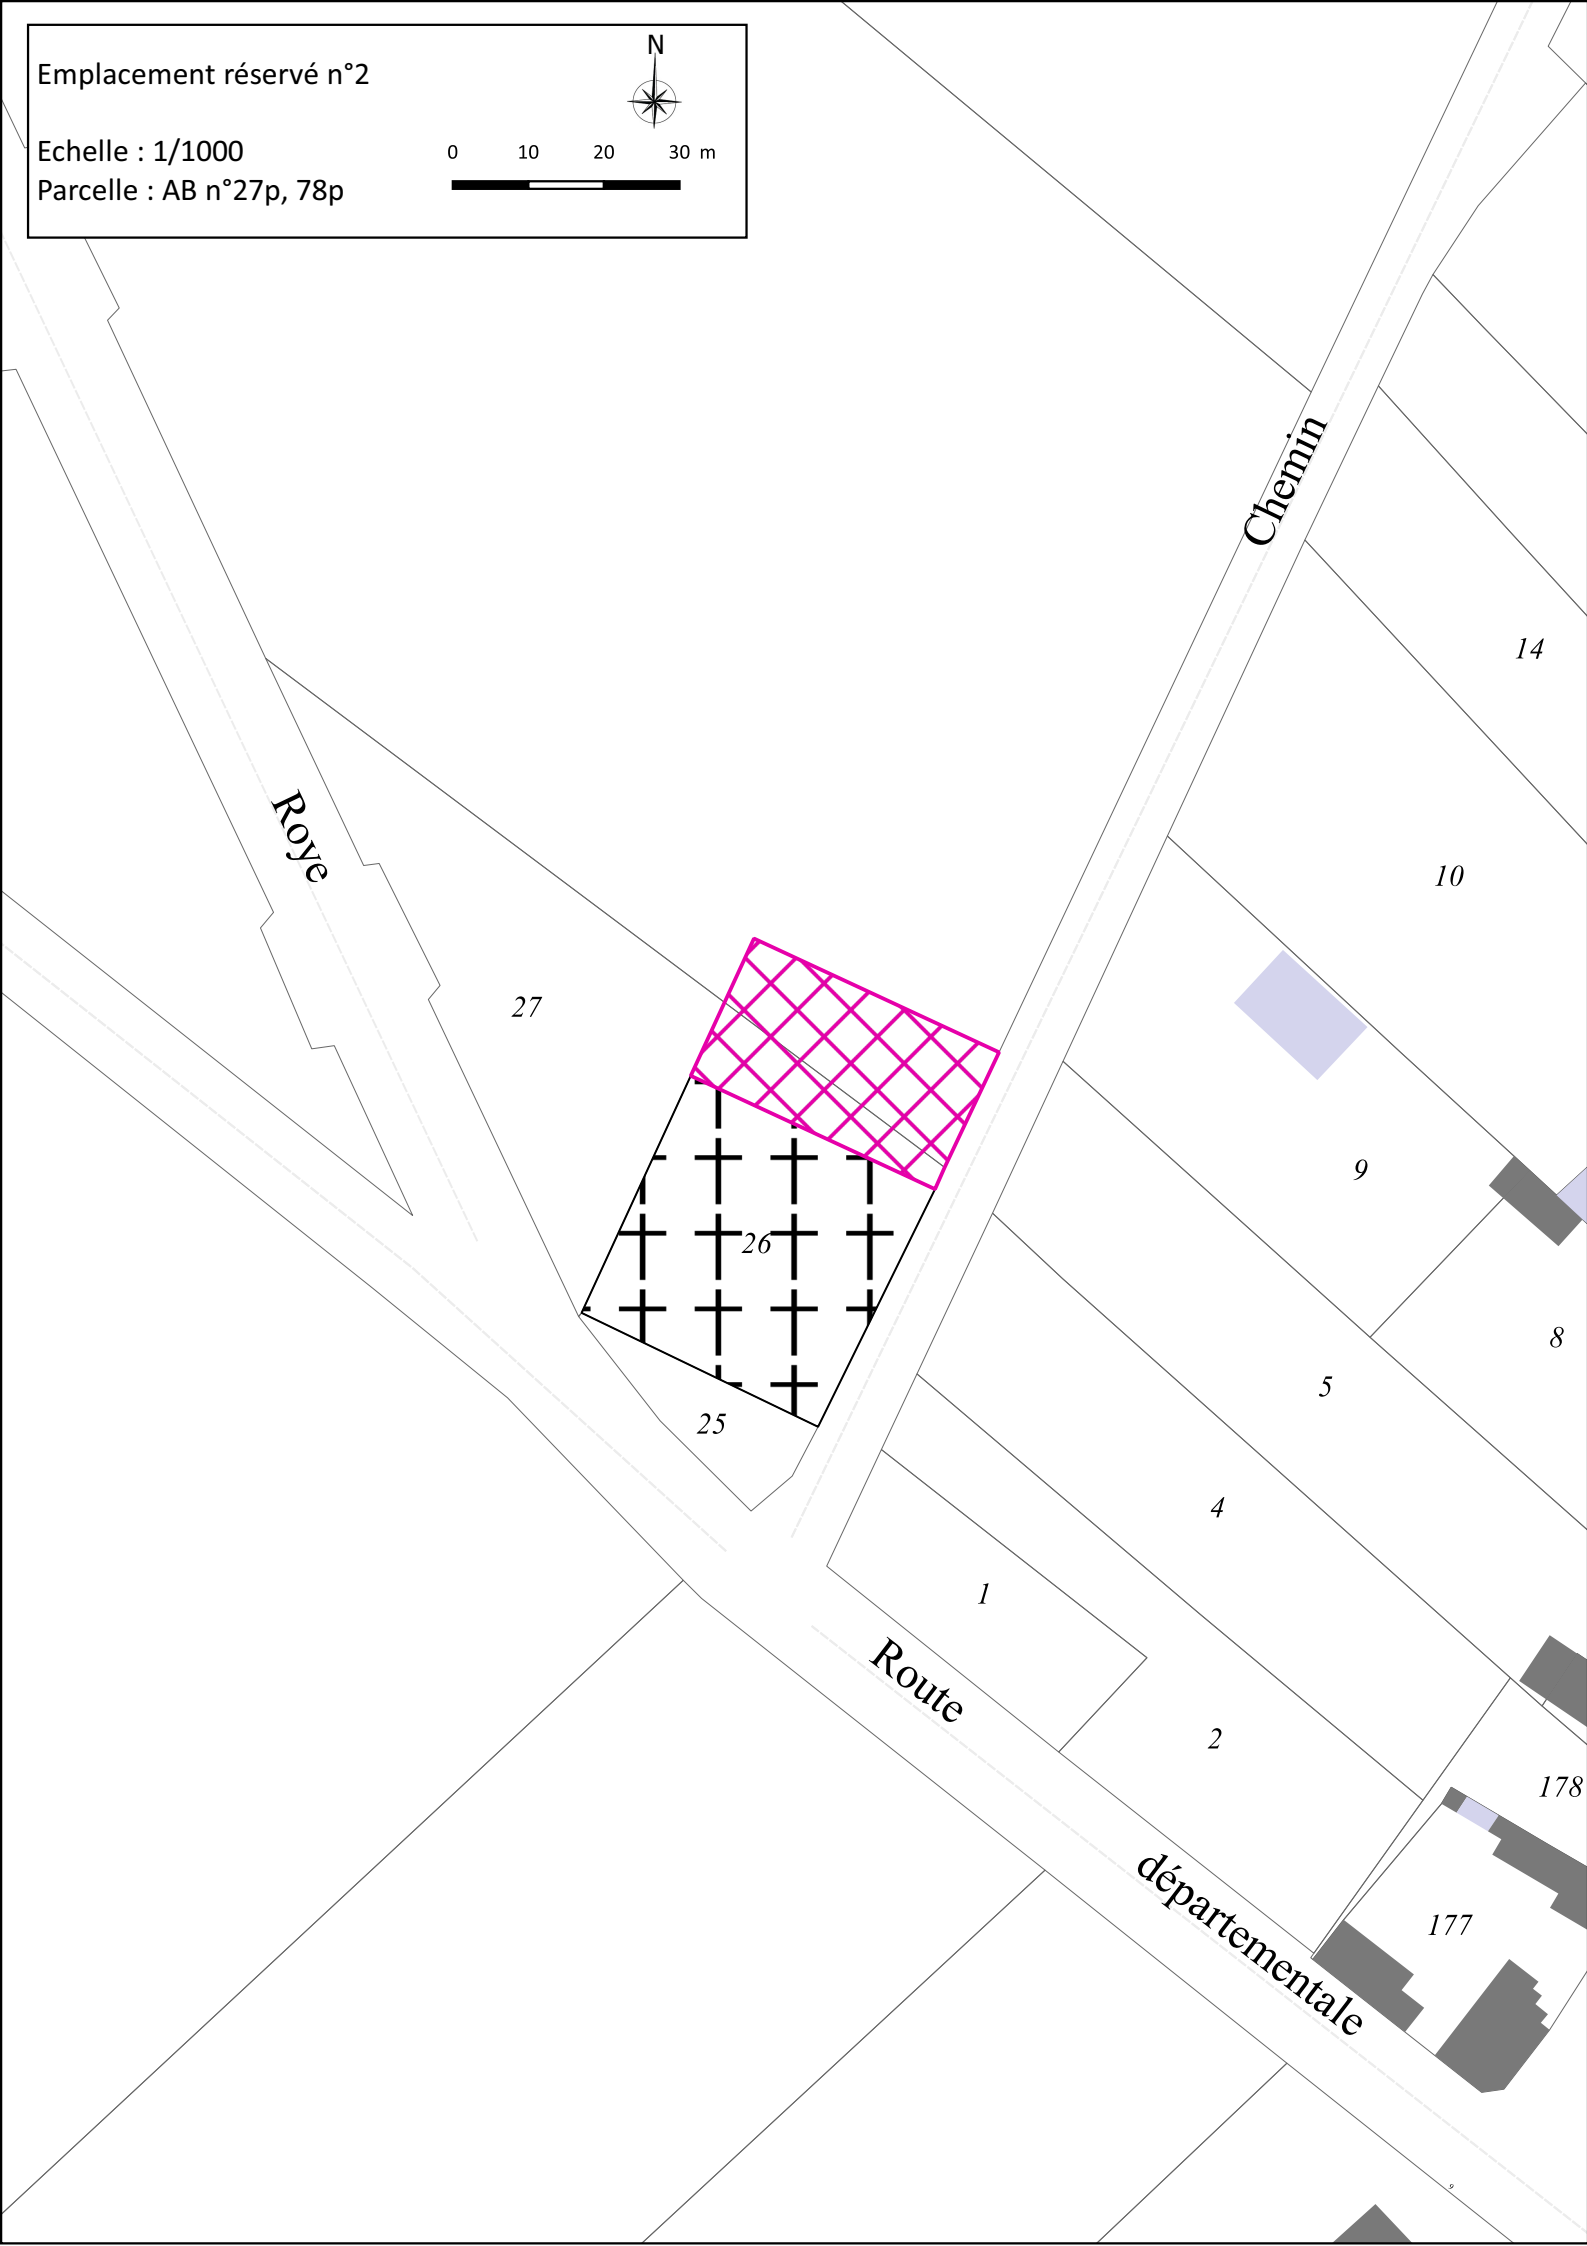 Emplacement réservé n°2
N
Echelle : 1/1000
0 10 20 30 m
Parcelle : AB n°27p, 78p
Chemin
14
Roye
10
27
9
26
8
5
25
4
1
Route
2
178
départementale
177
9